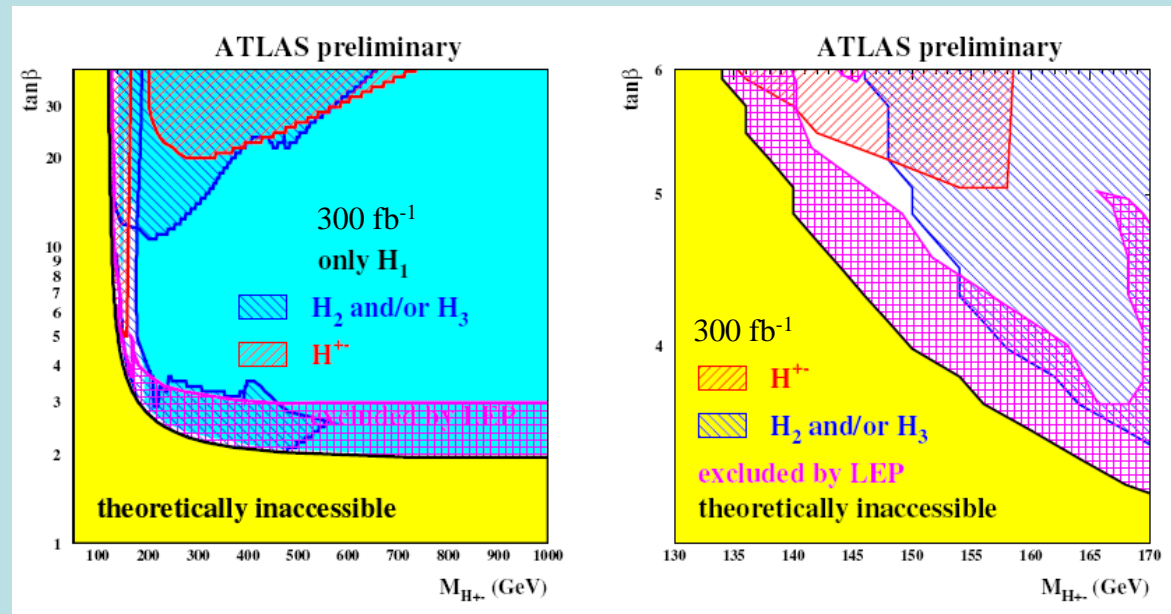 ATLAS preliminary
tanβ
30
20
10
9
8
7
6
5
4
3
2
1
300 fb⁻¹
only H₁
H₂ and/or H₃
H⁺⁻
excluded by LEP
theoretically inaccessible
100 200 300 400 500 600 700 800 900 1000
M_H+- (GeV)
ATLAS preliminary
tanβ
6
5
4
300 fb⁻¹
H⁺⁻
H₂ and/or H₃
excluded by LEP
theoretically inaccessible
130 135 140 145 150 155 160 165 170
M_H+- (GeV)